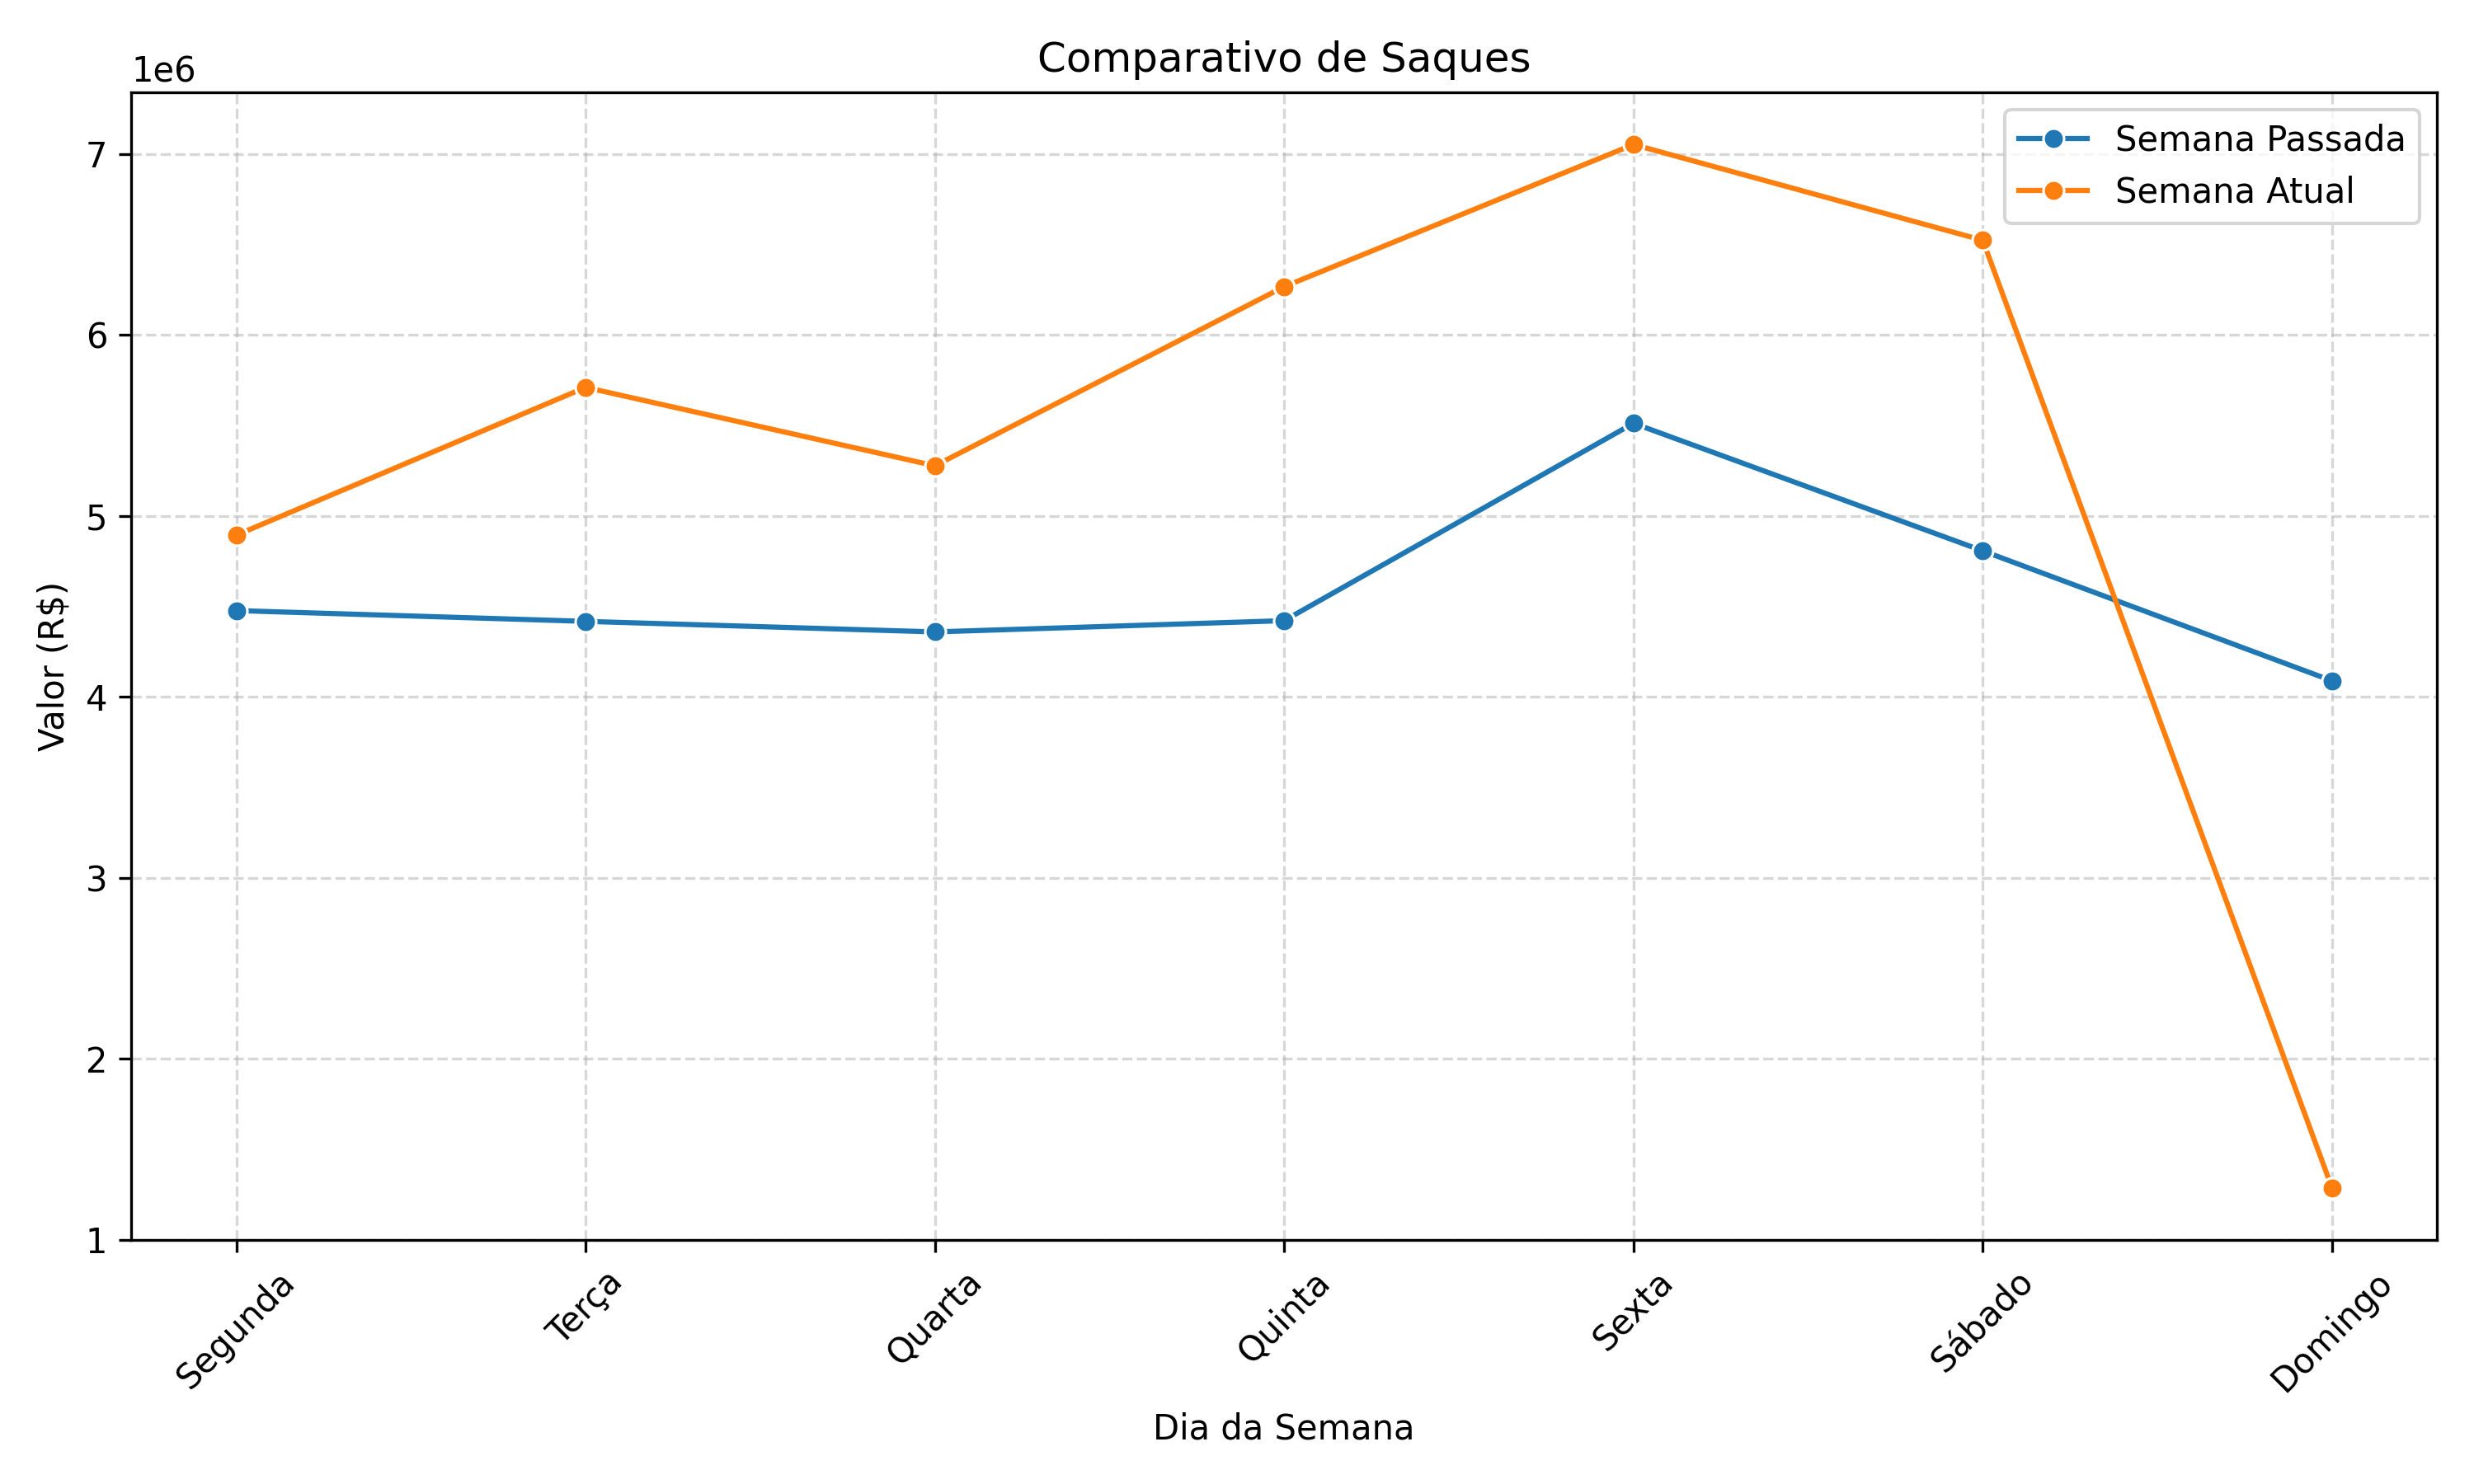 Comparativo de Saques
1e6
Semana Passada
Semana Atual
7
6
5
4
3
2
1
Valor (R$)
Segunda
Terça
Quarta
Quinta
Sexta
Sábado
Domingo
Dia da Semana